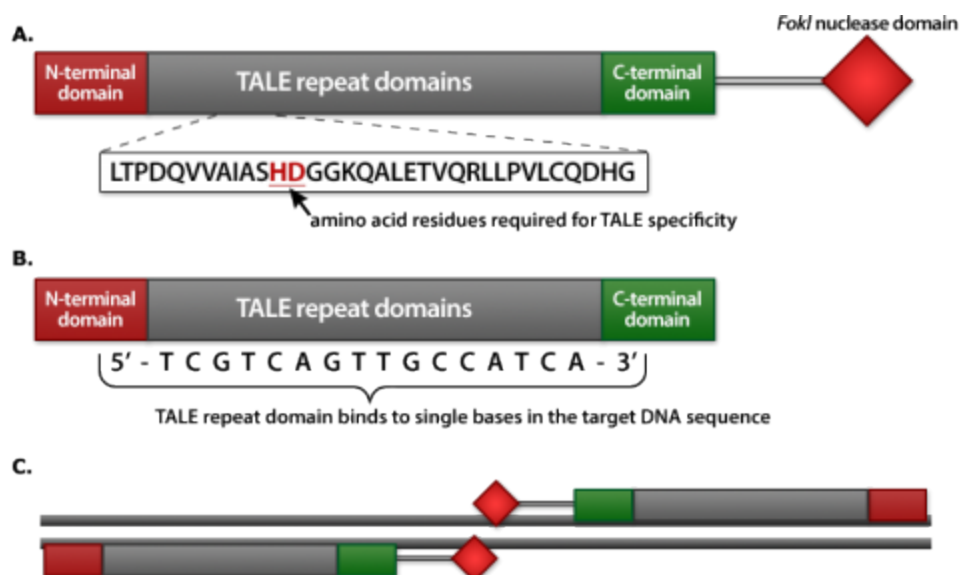 A.
FokI nuclease domain
N-terminal
domain
TALE repeat domains
C-terminal
domain
LTPDQVVAIASHDGGKQALETVQRLLPVLCQDHG
amino acid residues required for TALE specificity
B.
N-terminal
domain
TALE repeat domains
C-terminal
domain
5′ - T C G T C A G T T G C C A T C A - 3′
TALE repeat domain binds to single bases in the target DNA sequence
C.